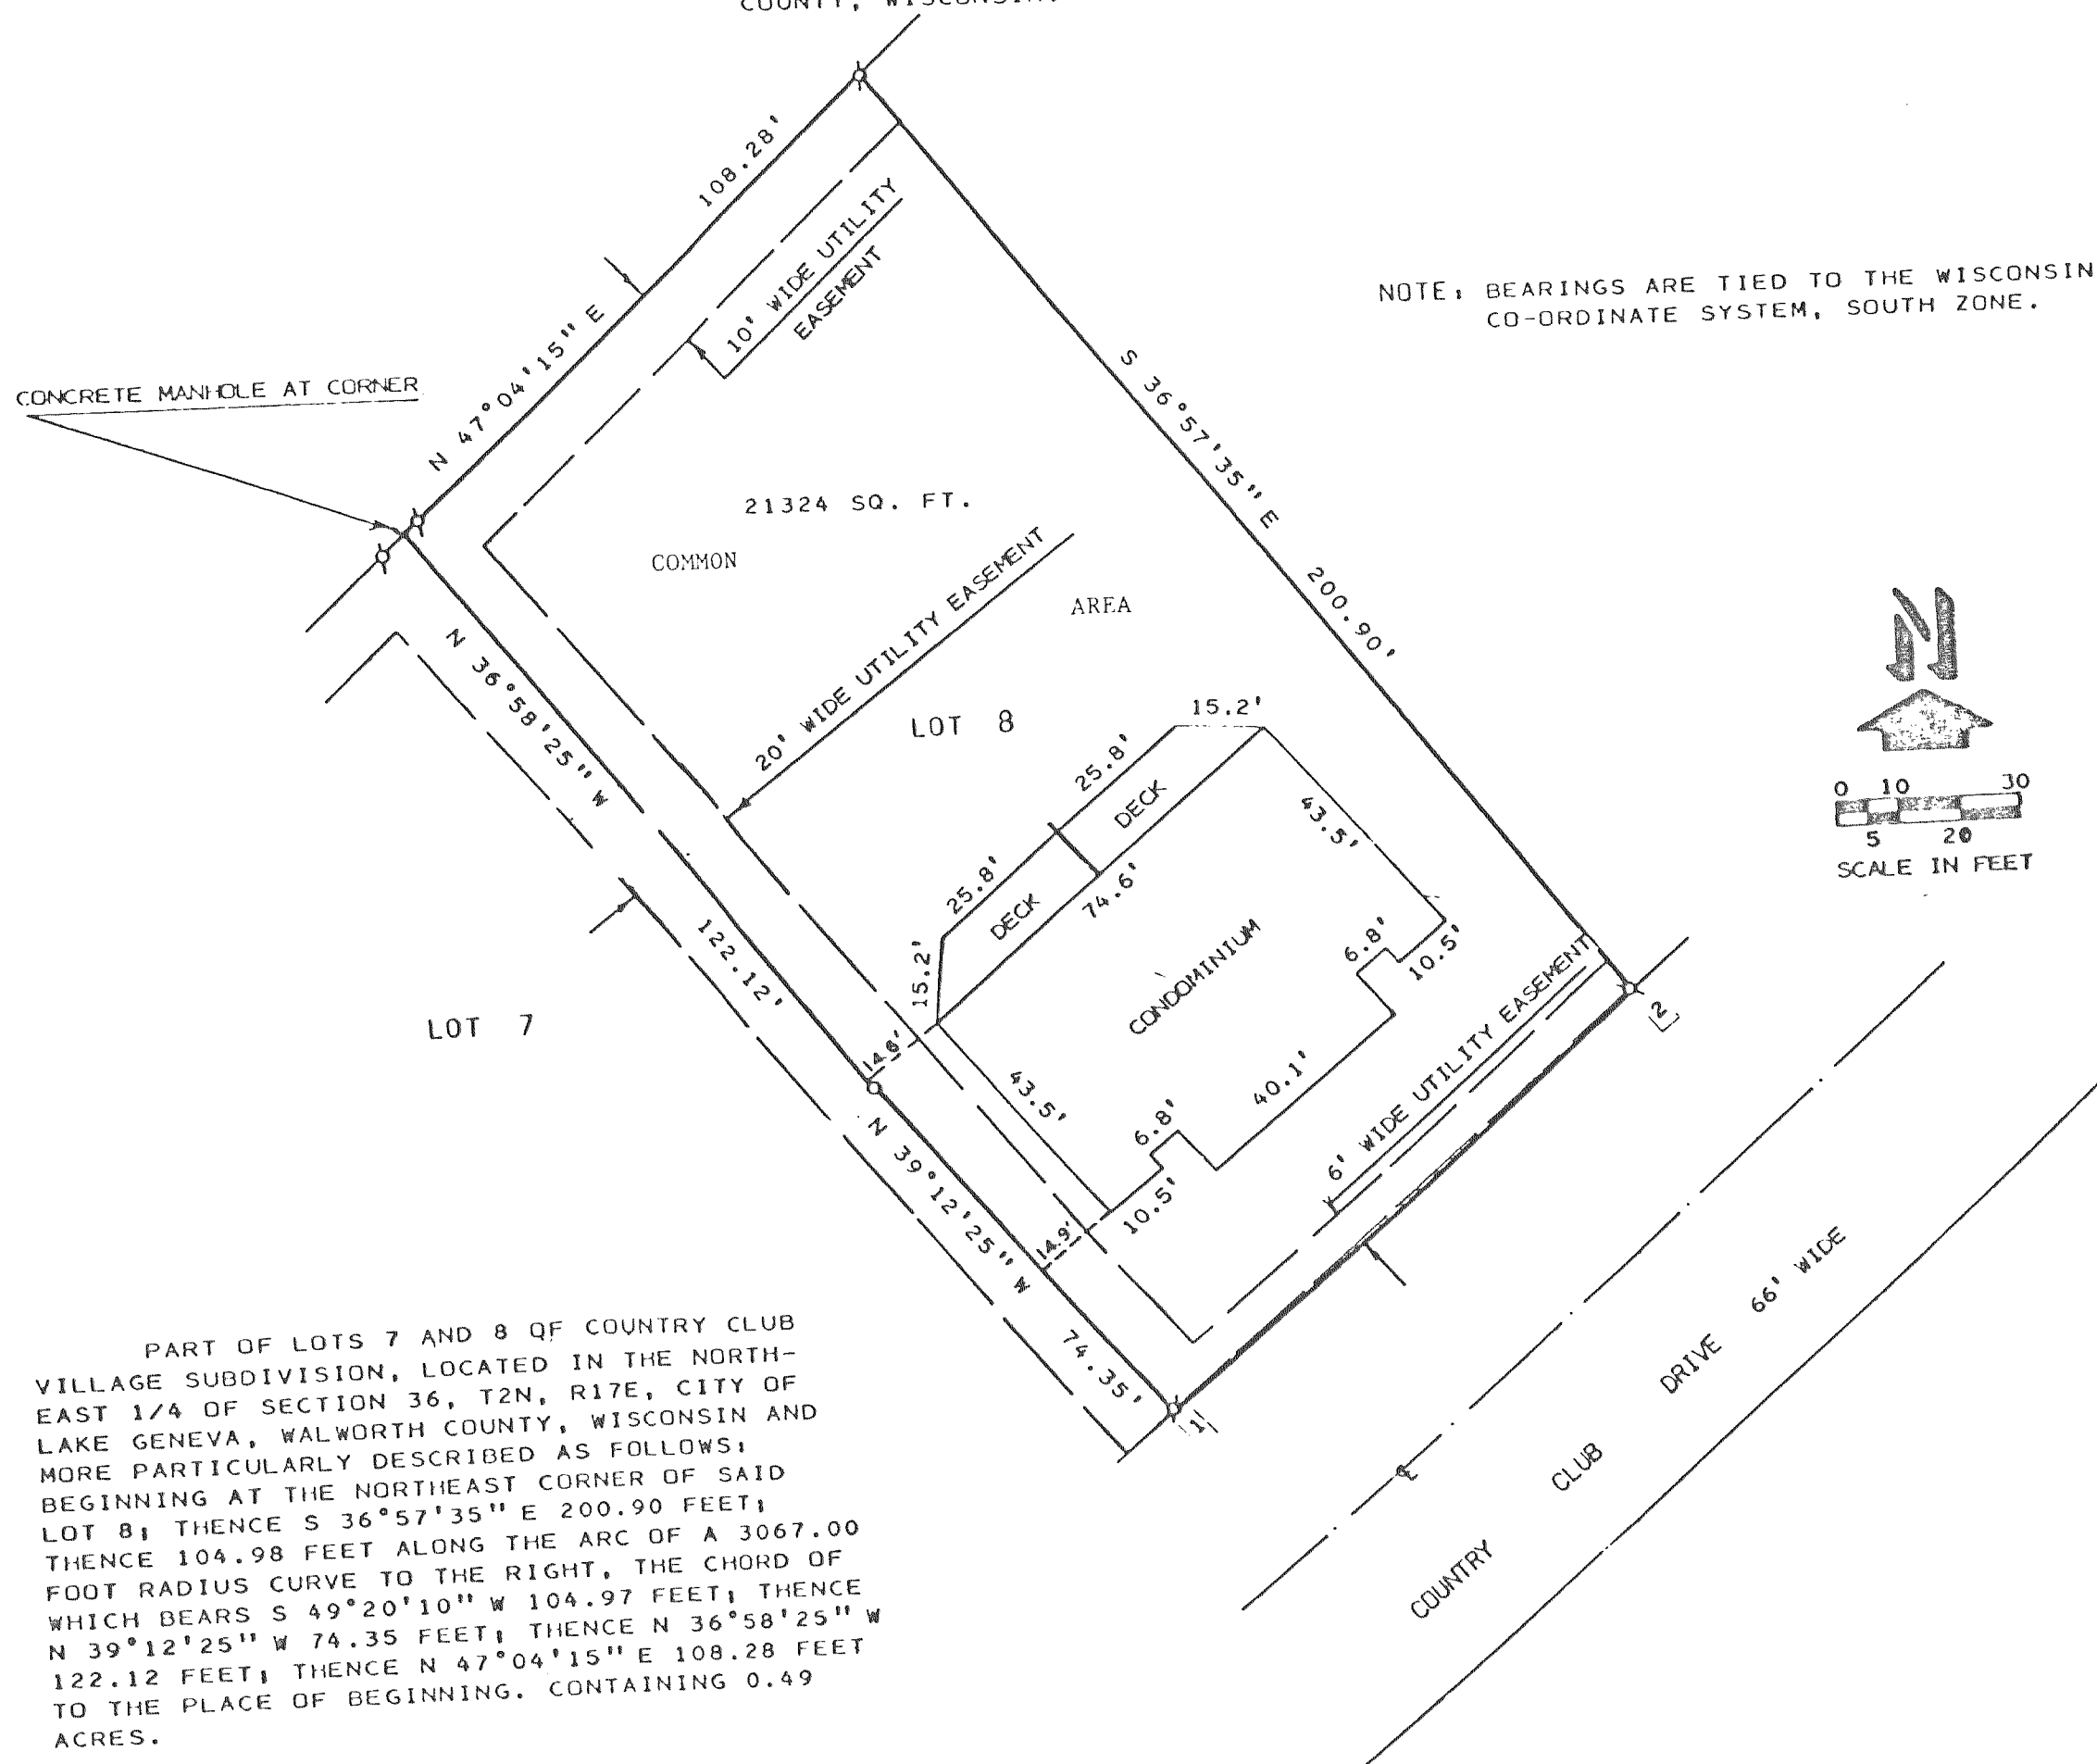 COUNTY, WISCONSIN.
108.28'
10' WIDE UTILITY
EASEMENT
NOTE: BEARINGS ARE TIED TO THE WISCONSIN
CO-ORDINATE SYSTEM, SOUTH ZONE.
N 47°04'15" E
CONCRETE MANHOLE AT CORNER
S 36°57'35" E 200.90'
21324 SQ. FT.
COMMON
AREA
20' WIDE UTILITY EASEMENT
N 36°58'25" W
122.12'
LOT 8
15.2'
25.8'
DECK
43.5'
25.8'
DECK
74.6'
15.2'
N
0 10 30
5 20
SCALE IN FEET
CONDOMINIUM
6.8'
10.5'
LOT 7
14.6'
43.5'
40.1'
6.8'
10.5'
6' WIDE UTILITY EASEMENT
2
N 39°12'25" W
74.35'
14.9'
1
COUNTRY CLUB DRIVE 66' WIDE
PART OF LOTS 7 AND 8 OF COUNTRY CLUB
VILLAGE SUBDIVISION, LOCATED IN THE NORTH-
EAST 1/4 OF SECTION 36, T2N, R17E, CITY OF
LAKE GENEVA, WALWORTH COUNTY, WISCONSIN AND
MORE PARTICULARLY DESCRIBED AS FOLLOWS:
BEGINNING AT THE NORTHEAST CORNER OF SAID
LOT 8; THENCE S 36°57'35" E 200.90 FEET;
THENCE 104.98 FEET ALONG THE ARC OF A 3067.00
FOOT RADIUS CURVE TO THE RIGHT, THE CHORD OF
WHICH BEARS S 49°20'10" W 104.97 FEET; THENCE
N 39°12'25" W 74.35 FEET; THENCE N 36°58'25" W
122.12 FEET; THENCE N 47°04'15" E 108.28 FEET
TO THE PLACE OF BEGINNING. CONTAINING 0.49
ACRES.